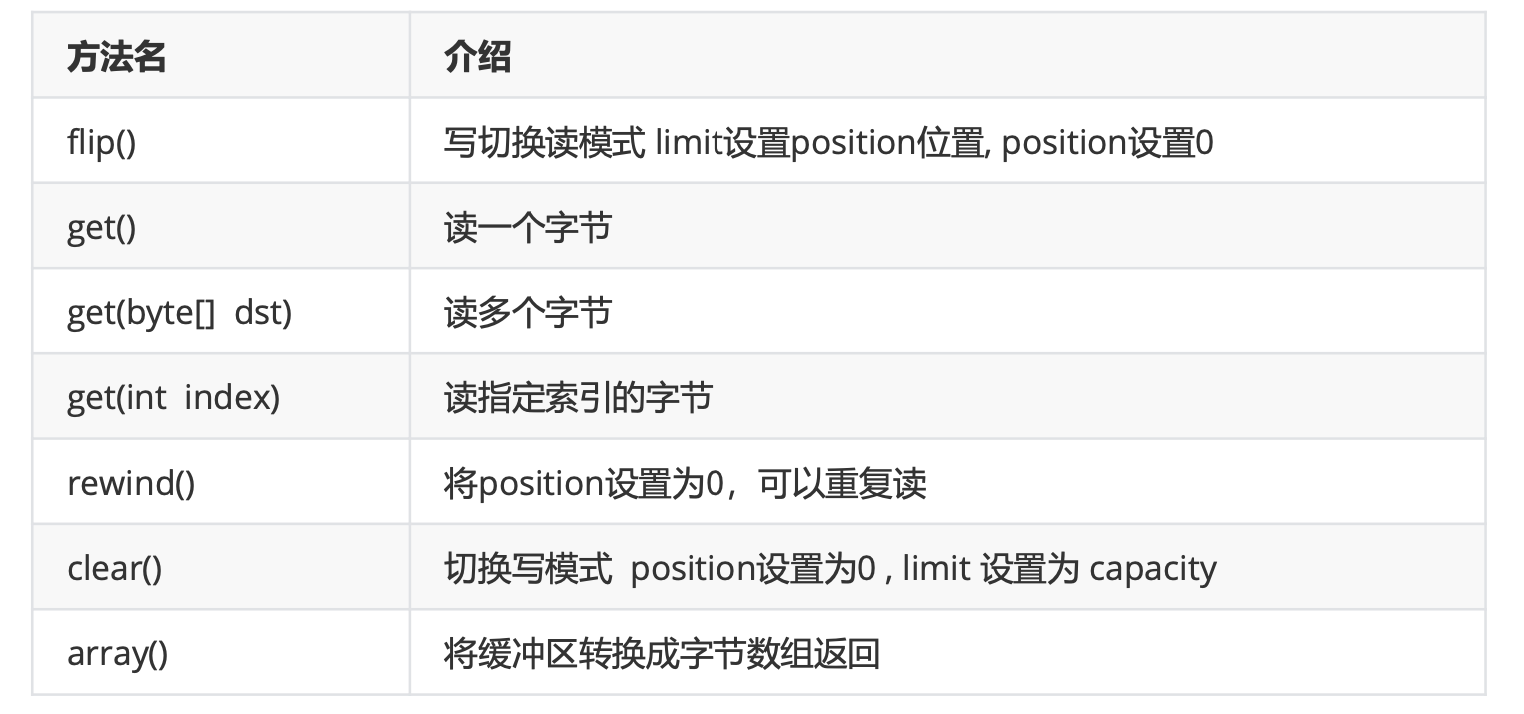 方法名 介绍
flip() 写切换读模式 limit设置position位置, position设置0
get() 读一个字节
get(byte[] dst) 读多个字节
get(int index) 读指定索引的字节
rewind() 将position设置为0，可以重复读
clear() 切换写模式 position设置为0 , limit 设置为 capacity
array() 将缓冲区转换成字节数组返回